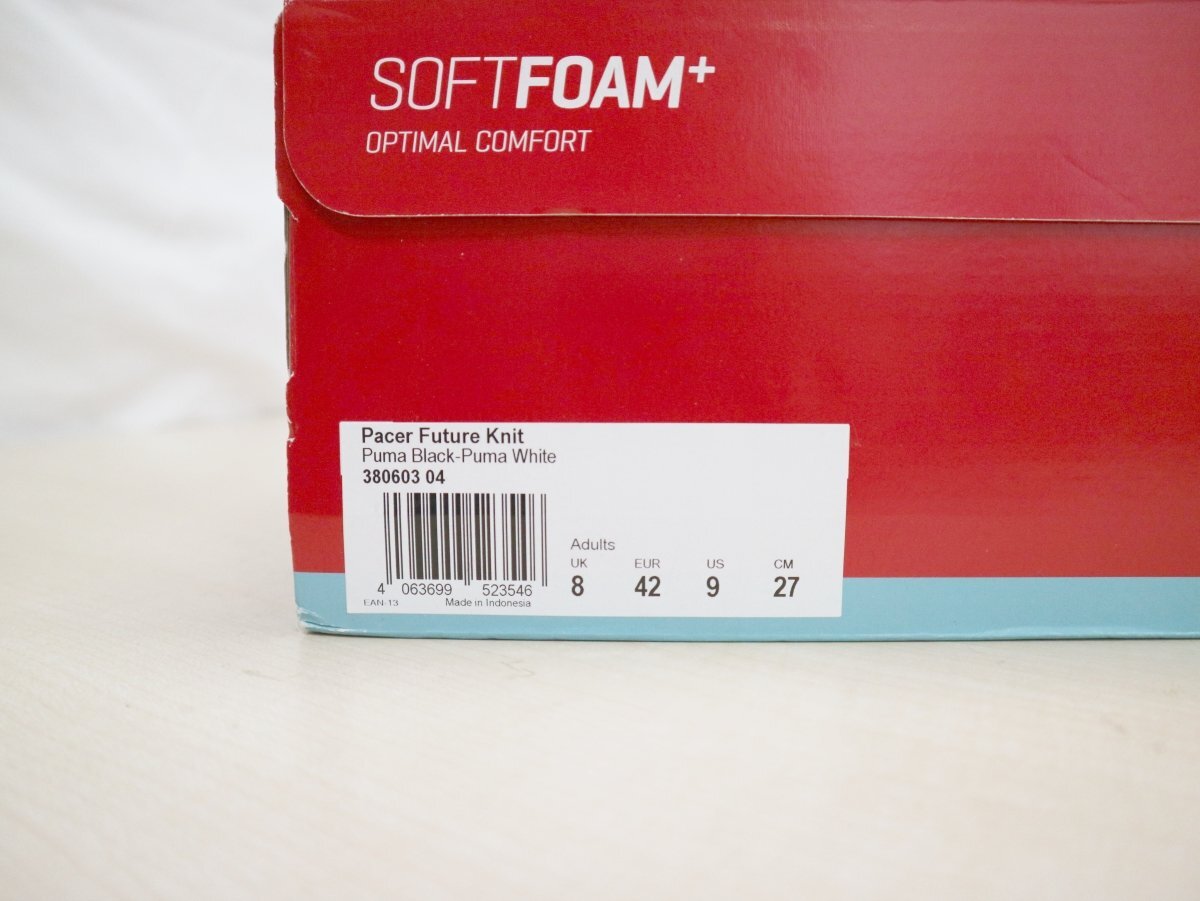 SOFTFOAM+
OPTIMAL COMFORT
Pacer Future Knit
Puma Black-Puma White
380603 04
4 063699 523546
EAN-13 Made in Indonesia
Adults
UK EUR US CM
8 42 9 27